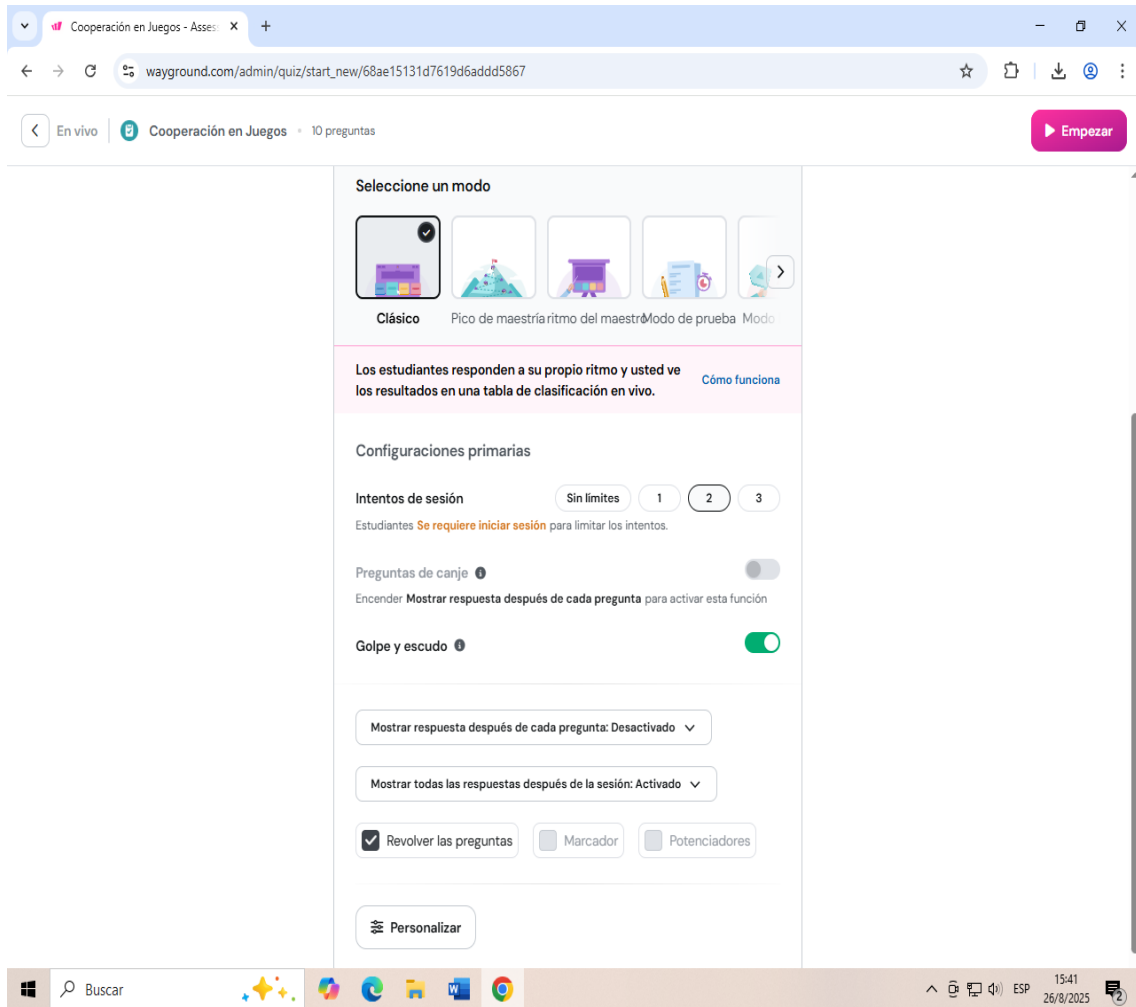 Cooperación en Juegos - Asses
wayground.com/admin/quiz/start_new/68ae15131d7619d6addd5867
En vivo
Cooperación en Juegos • 10 preguntas
Empezar
Seleccione un modo
Clásico
Pico de maestría
ritmo del maestro
Modo de prueba
Modo
Los estudiantes responden a su propio ritmo y usted ve
los resultados en una tabla de clasificación en vivo.
Cómo funciona
Configuraciones primarias
Intentos de sesión
Sin límites
1
2
3
Estudiantes Se requiere iniciar sesión para limitar los intentos.
Preguntas de canje
Encender Mostrar respuesta después de cada pregunta para activar esta función
Golpe y escudo
Mostrar respuesta después de cada pregunta: Desactivado
Mostrar todas las respuestas después de la sesión: Activado
Revolver las preguntas
Marcador
Potenciadores
Personalizar
Buscar
ESP
15:41
26/8/2025
2